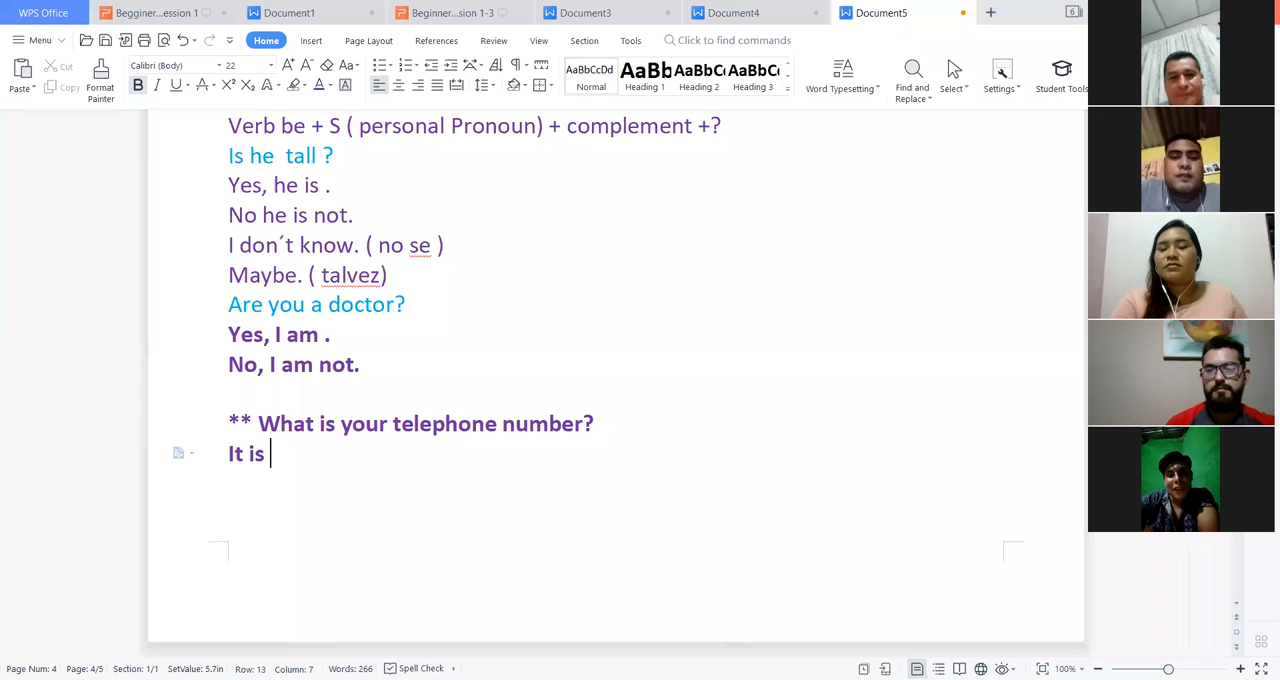 WPS Office
Begginer...ession 1
Document1
Beginner...sion 1-3
Document3
Document4
Document5
6
Menu
Home
Insert
Page Layout
References
Review
View
Section
Tools
Click to find commands
Paste
Cut
Copy
Format Painter
Calibri (Body)
22
AaBbCcDd
Normal
AaBb
Heading 1
AaBbC
Heading 2
AaBbC
Heading 3
Word Typesetting
Find and Replace
Select
Settings
Student Tools
Verb be + S ( personal Pronoun) + complement +?
Is he  tall ?
Yes, he is .
No he is not.
I don´t know. ( no se )
Maybe. ( talvez)
Are you a doctor?
Yes, I am .
No, I am not.
** What is your telephone number?
It is
Page Num: 4
Page: 4/5
Section: 1/1
SetValue: 5.7in
Row: 13
Column: 7
Words: 266
Spell Check
100%